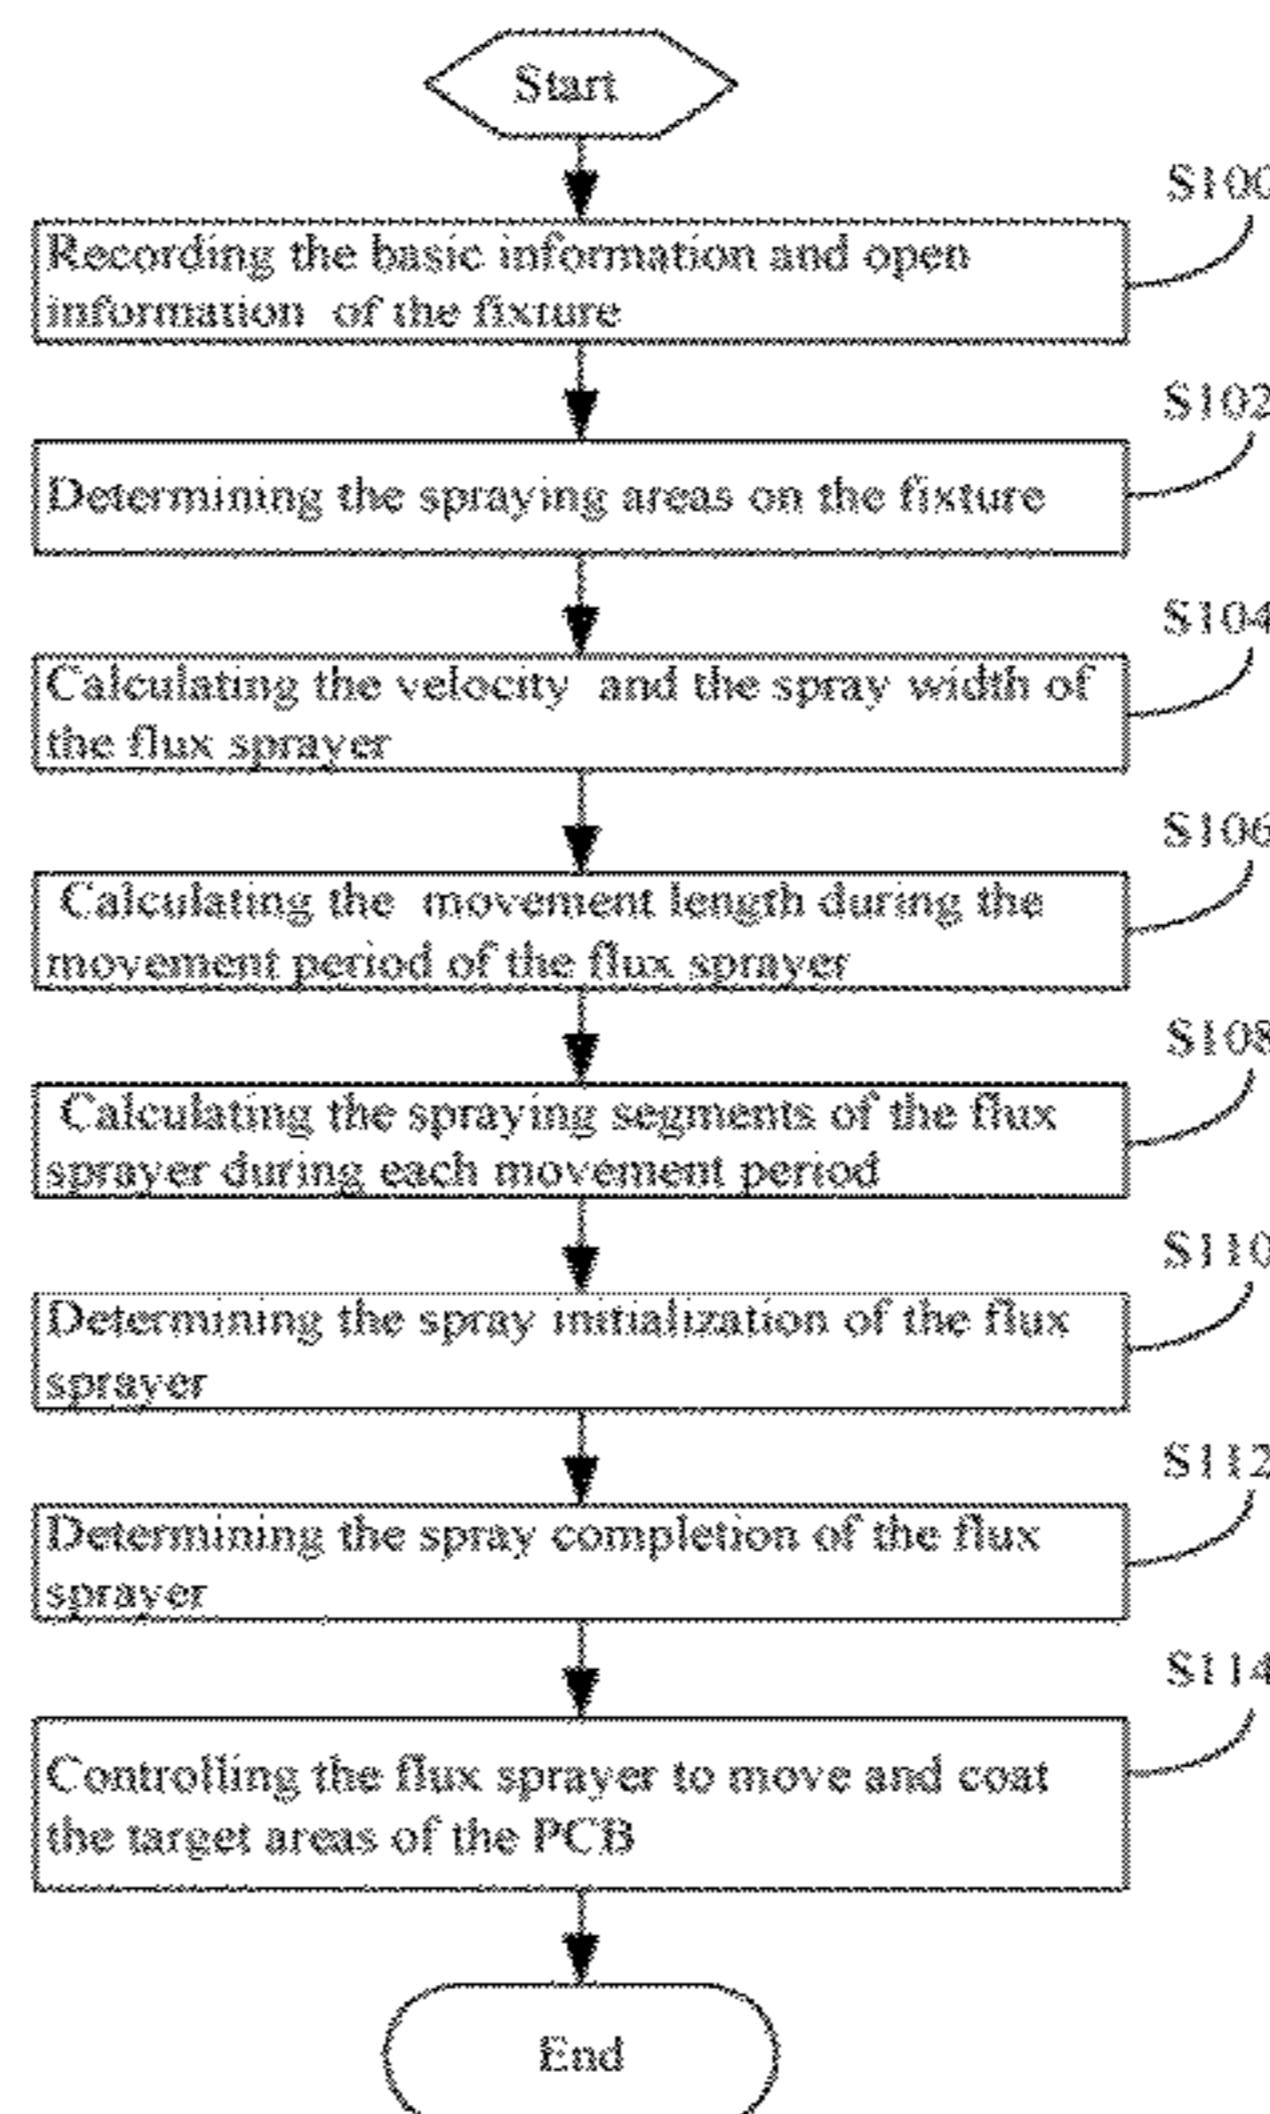 Start
S100
Recording the basic information and open
information of the fixture
S102
Determining the spraying areas on the fixture
S104
Calculating the velocity and the spray width of
the flux sprayer
S106
Calculating the movement length during the
movement period of the flux sprayer
S108
Calculating the spraying segments of the flux
sprayer during each movement period
S110
Determining the spray initialization of the flux
sprayer
S112
Determining the spray completion of the flux
sprayer
S114
Controlling the flux sprayer to move and coat
the target areas of the PCB
End